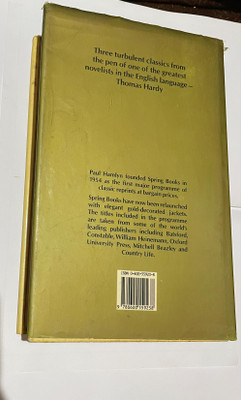 Three turbulent classics from
the pen of one of the greatest
novelists in the English language –
Thomas Hardy
Paul Hamlyn founded Spring Books in
1954 as the first major programme of
classic reprints at bargain prices.
Spring Books have now been relaunched
with elegant gold-decorated jackets.
The titles included in the programme
are taken from some of the world's
leading publishers including Batsford,
Constable, William Heinemann, Oxford
University Press, Mitchell Beazley and
Country Life.
ISBN